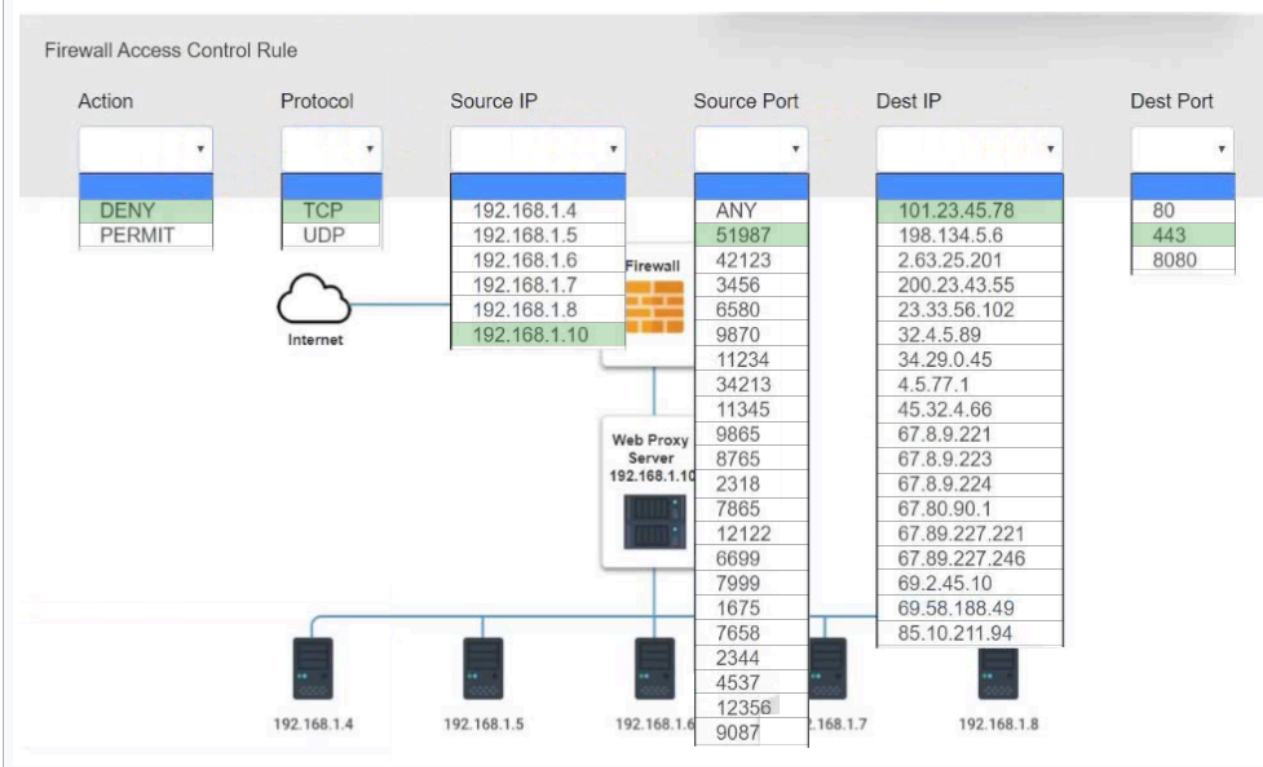 Firewall Access Control Rule
Action Protocol Source IP Source Port Dest IP Dest Port
DENY TCP 192.168.1.4 ANY 101.23.45.78 80
PERMIT UDP 192.168.1.5 51987 198.134.5.6 443
192.168.1.6 Firewall 42123 2.63.25.201 8080
192.168.1.7 3456 200.23.43.55
192.168.1.8 6580 23.33.56.102
Internet 192.168.1.10 9870 32.4.5.89
11234 34.29.0.45
34213 4.5.77.1
11345 45.32.4.66
Web Proxy 9865 67.8.9.221
Server 8765 67.8.9.223
192.168.1.10 2318 67.8.9.224
7865 67.80.90.1
12122 67.89.227.221
6699 67.89.227.246
7999 69.2.45.10
1675 69.58.188.49
7658 85.10.211.94
2344
4537
12356
192.168.1.4 192.168.1.5 192.168.1.6 9087 .168.1.7 192.168.1.8